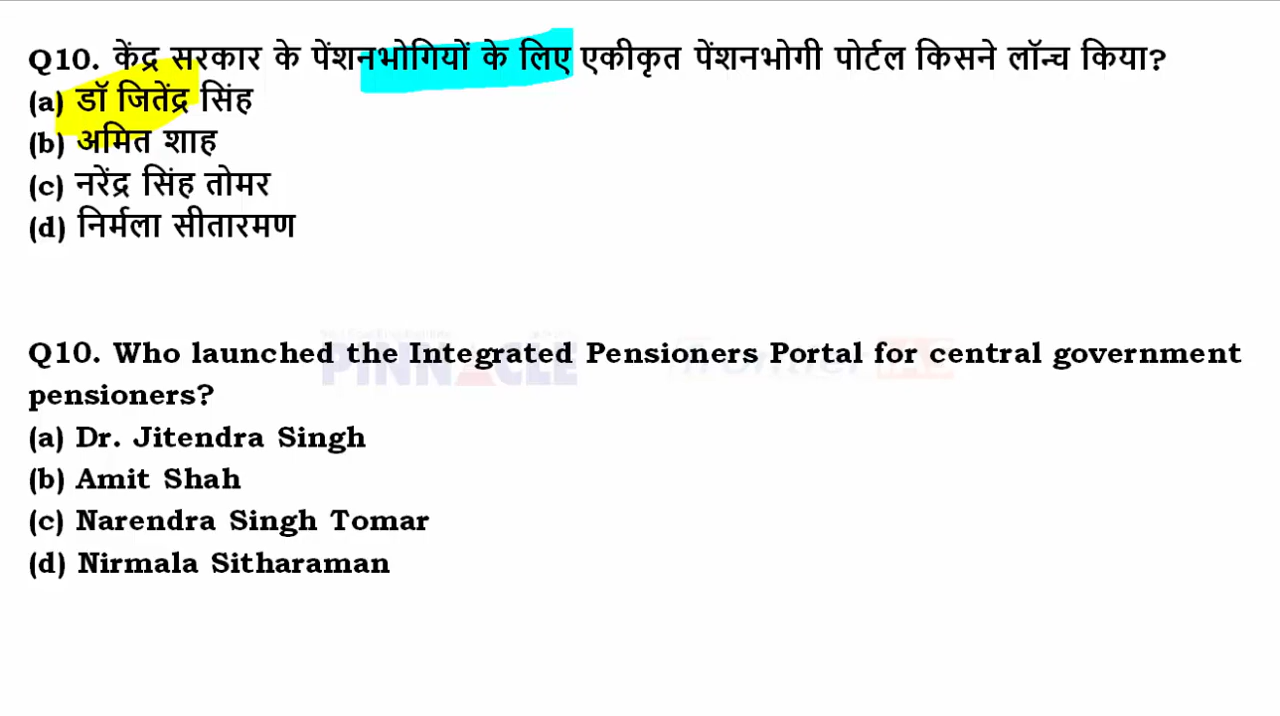 Q10. केंद्र सरकार के पेंशनभोगियों के लिए एकीकृत पेंशनभोगी पोर्टल किसने लॉन्च किया?
(a) डॉ जितेंद्र सिंह
(b) अमित शाह
(c) नरेंद्र सिंह तोमर
(d) निर्मला सीतारमण
Q10. Who launched the Integrated Pensioners Portal for central government
pensioners?
(a) Dr. Jitendra Singh
(b) Amit Shah
(c) Narendra Singh Tomar
(d) Nirmala Sitharaman
PINNACLE